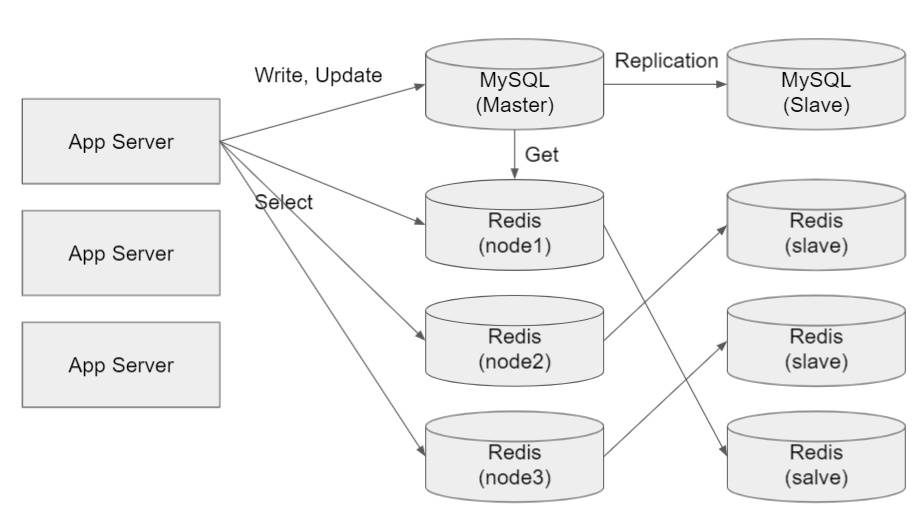 Write, Update
MySQL
(Master)
Replication
MySQL
(Slave)
App Server
Get
Select
Redis
(node1)
Redis
(slave)
App Server
Redis
(node2)
Redis
(slave)
App Server
Redis
(node3)
Redis
(salve)